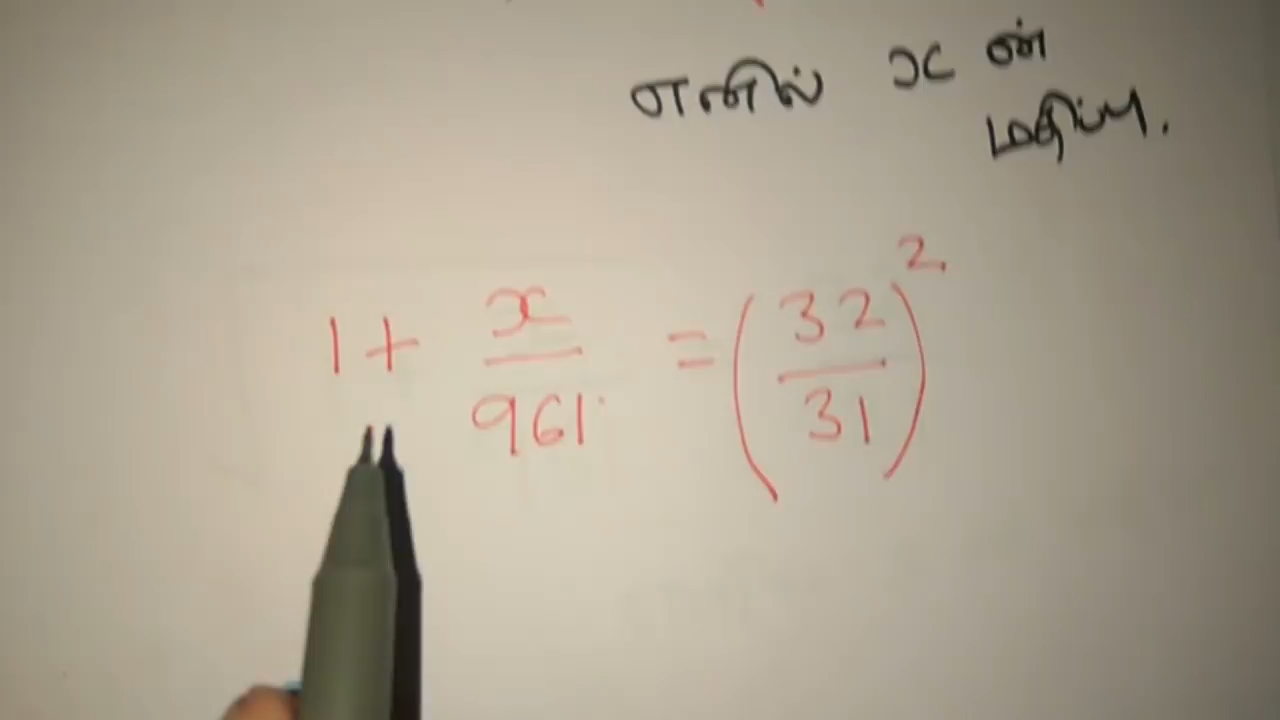 எனில் x ன்
மதிப்பு.
1 + x/961 = (32/31)²